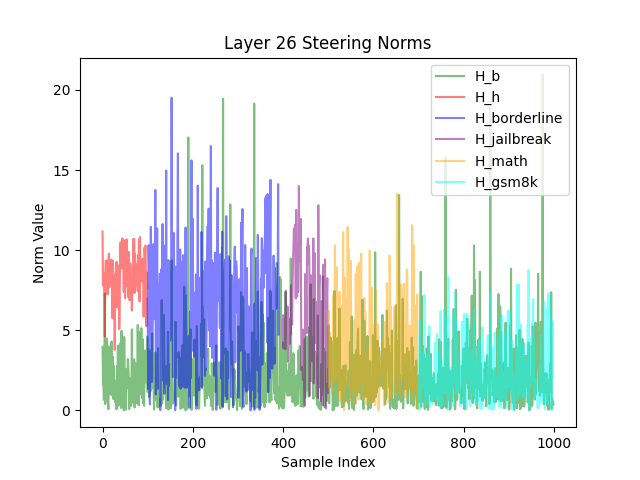 Layer 26 Steering Norms
20
15
10
5
0
Norm Value
H_b
H_h
H_borderline
H_jailbreak
H_math
H_gsm8k
0 200 400 600 800 1000
Sample Index